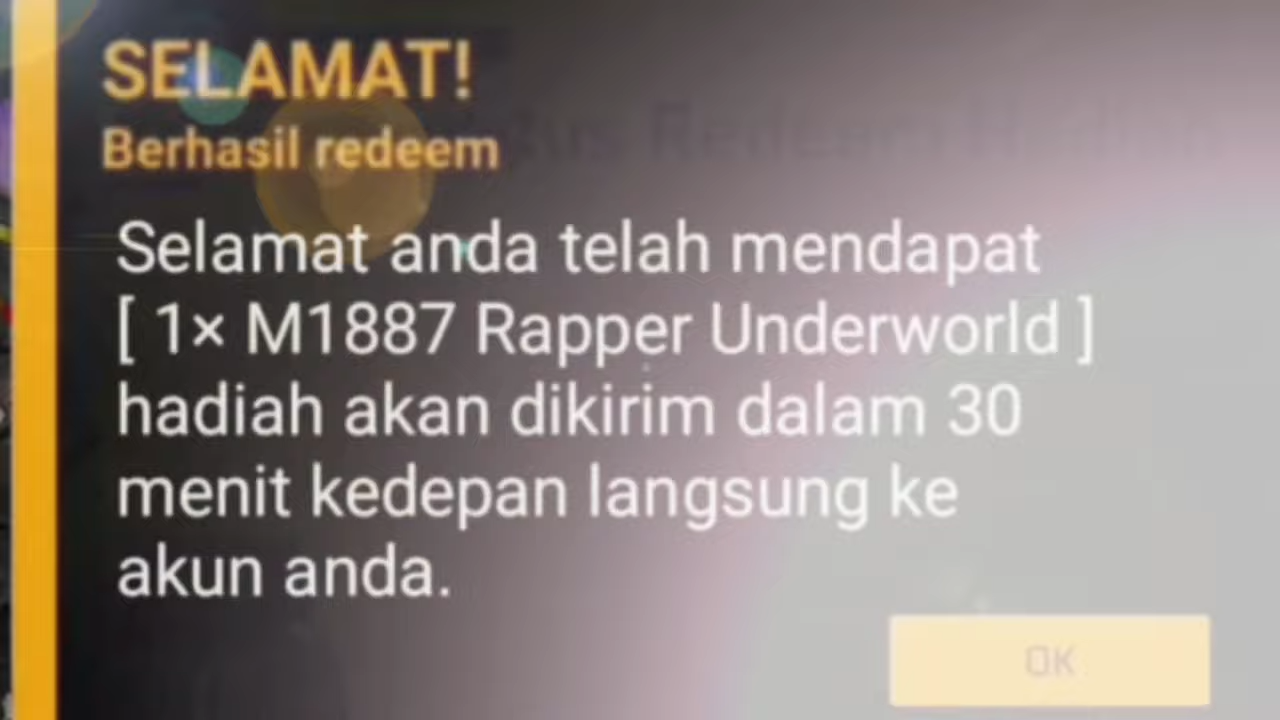 SELAMAT!
Berhasil redeem
Selamat anda telah mendapat
[ 1× M1887 Rapper Underworld ]
hadiah akan dikirim dalam 30
menit kedepan langsung ke
akun anda.
OK